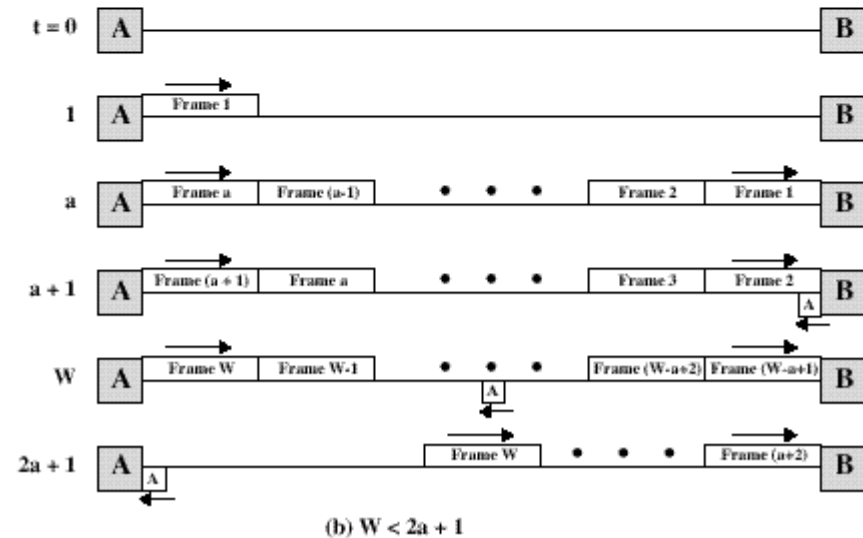 t = 0 A B
1 A Frame 1 B
a A Frame a Frame (a-1) Frame 2 Frame 1 B
a + 1 A Frame (a + 1) Frame a Frame 3 Frame 2 B
A
W A Frame W Frame W-1 Frame (W-a+2) Frame (W-a+1) B
A
2a + 1 A Frame W Frame (a+2) B
A
(b) W < 2a + 1